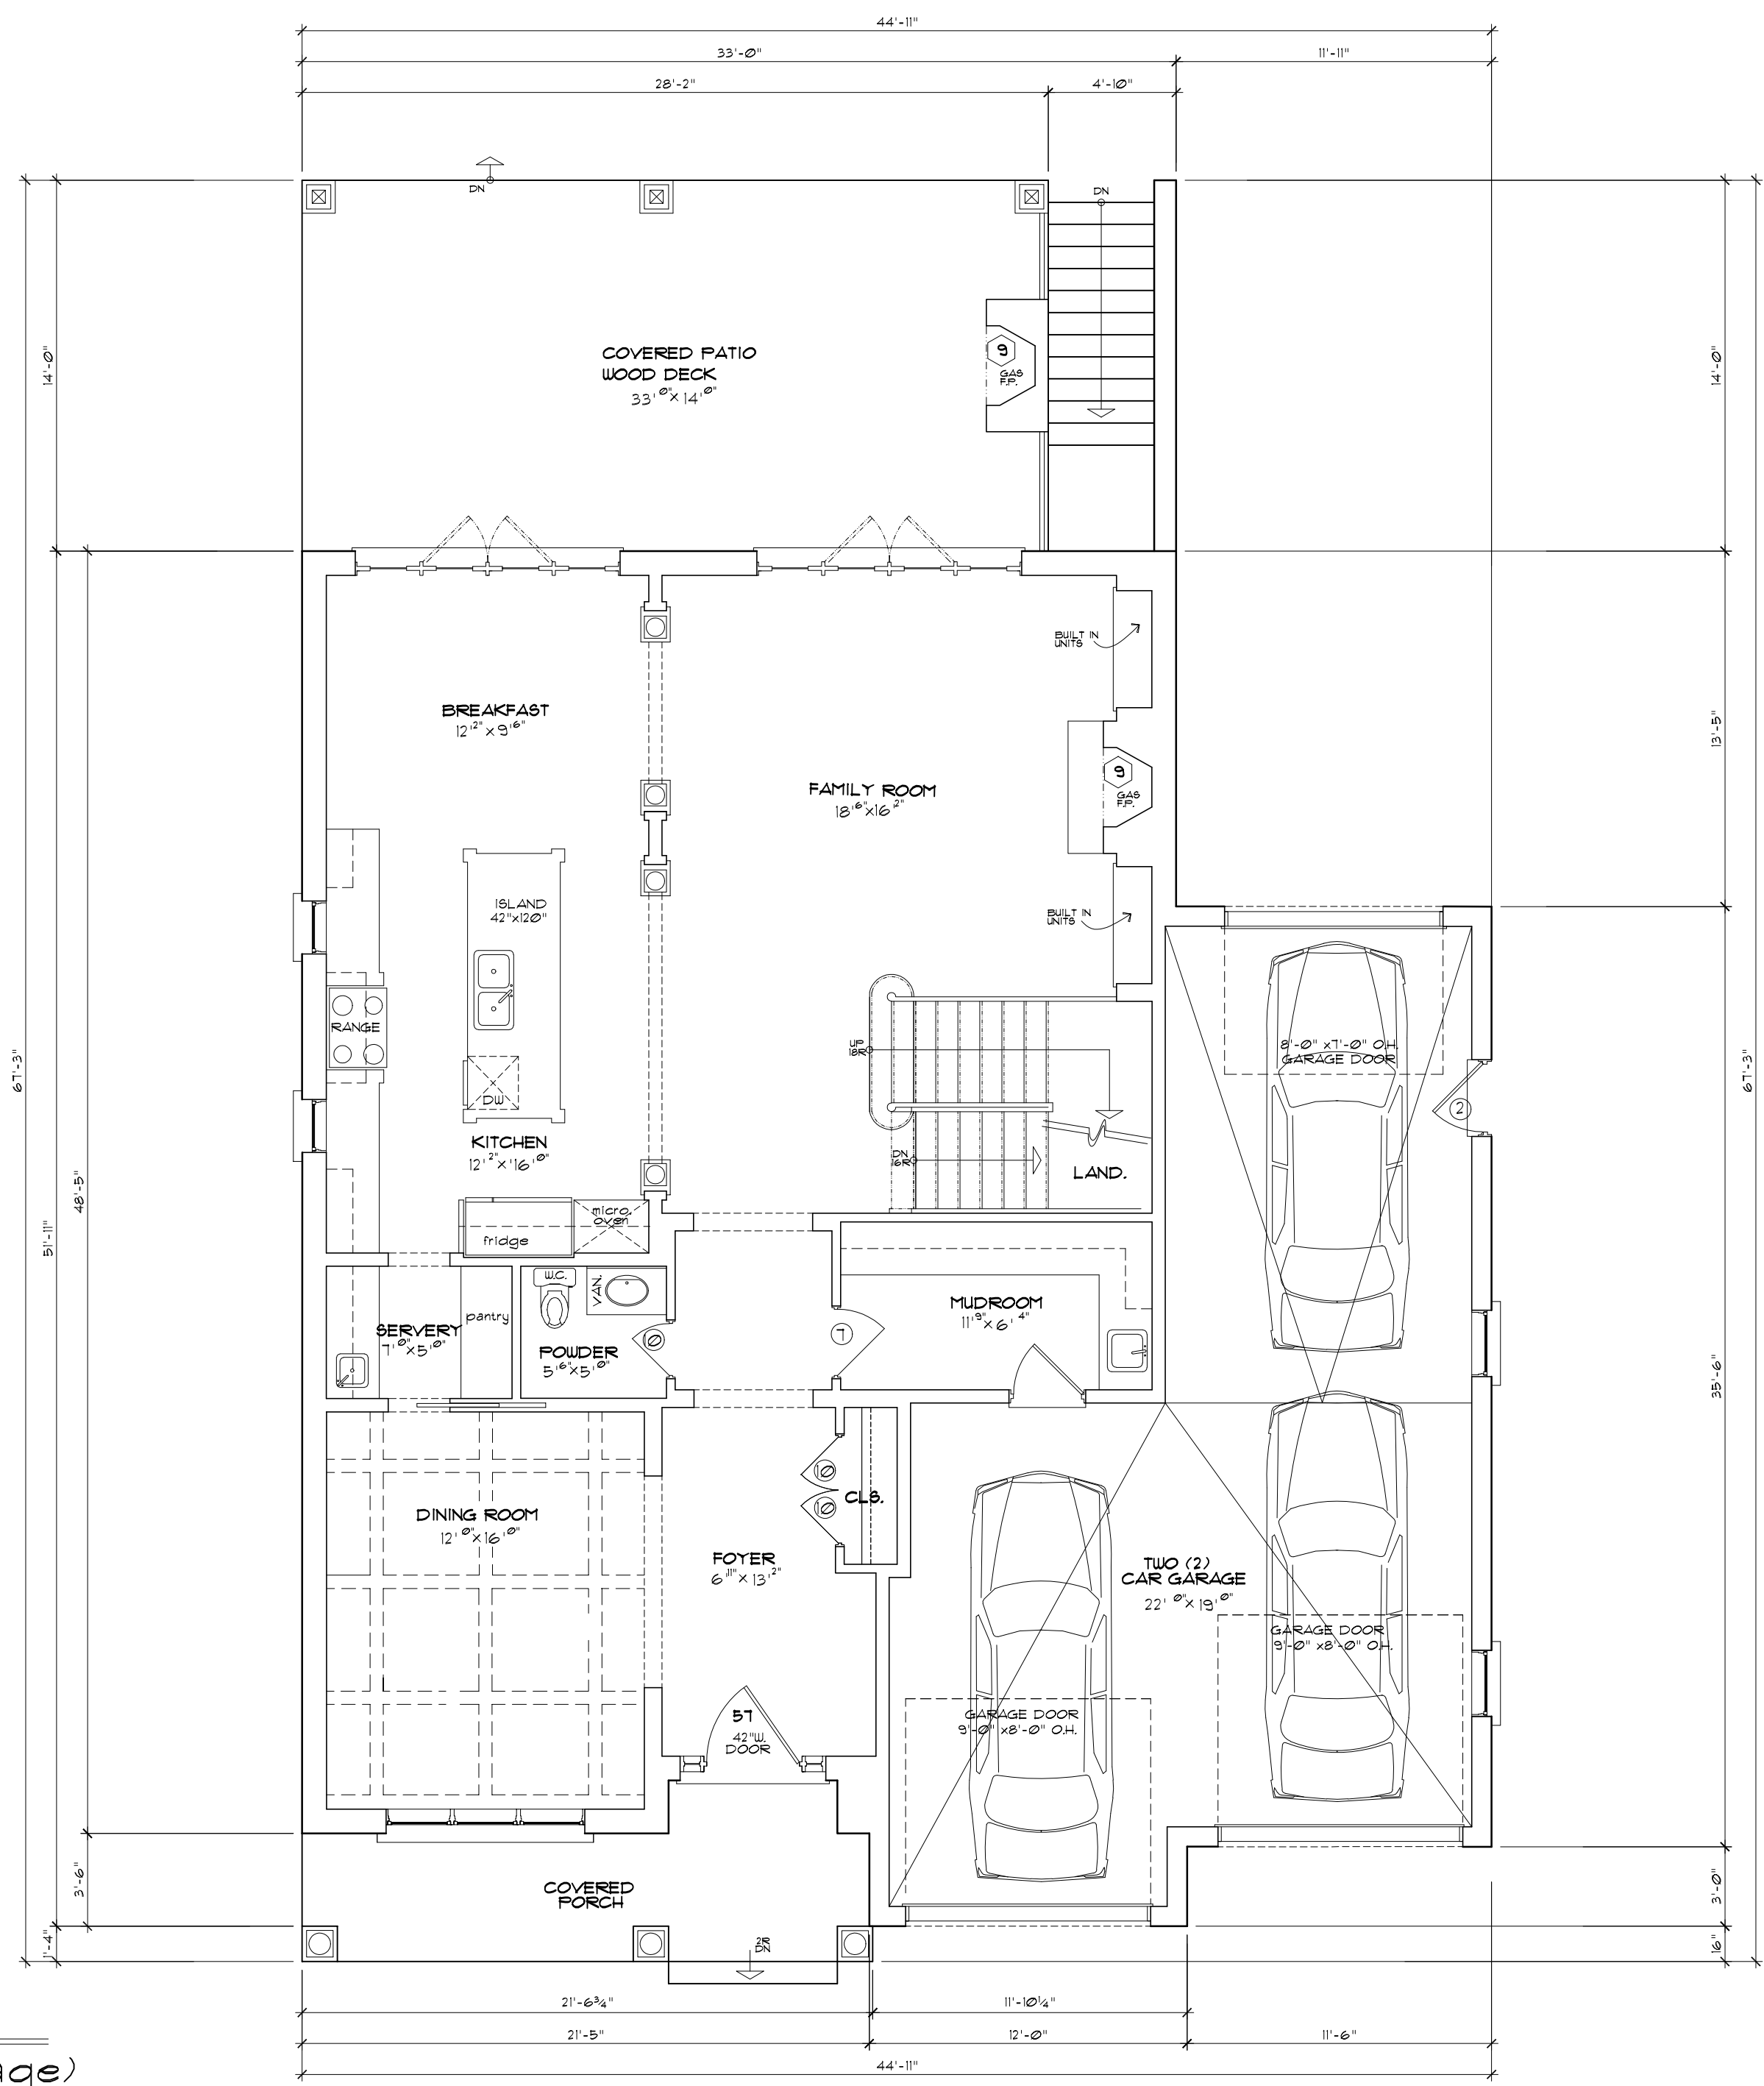 44'-11"
33'-0"
11'-11"
28'-2"
4'-10"
DN
DN
COVERED PATIO
WOOD DECK
33'0"x14'0"
9
GAS
F.P.
14'-0"
14'-0"
BUILT IN
UNITS
BREAKFAST
12'2"x9'6"
FAMILY ROOM
18'6"x16'2"
9
GAS
F.P.
13'-5"
ISLAND
42"x120"
BUILT IN
UNITS
RANGE
UP
18R
8'-0" x7'-0" O.H.
GARAGE DOOR
67'-3"
67'-3"
2
DW
KITCHEN
12'2"x16'0"
DN
16R
LAND.
48'-5"
51'-11"
micro.
oven
fridge
W.C.
VAN.
pantry
SERVERY
7'0"x5'0"
POWDER
5'6"x5'0"
7
MUDROOM
11'9"x6'4"
35'-6"
10
10
CLS.
DINING ROOM
12'0"x16'0"
FOYER
6'11"x13'2"
TWO (2)
CAR GARAGE
22'0"x19'0"
GARAGE DOOR
9'-0" x8'-0" O.H.
57
42"W.
DOOR
GARAGE DOOR
9'-0" x8'-0" O.H.
COVERED
PORCH
3'-6"
3'-0"
1'-4"
16"
2R
DN
21'-6¾"
11'-10¼"
21'-5"
12'-0"
11'-6"
44'-11"
age)